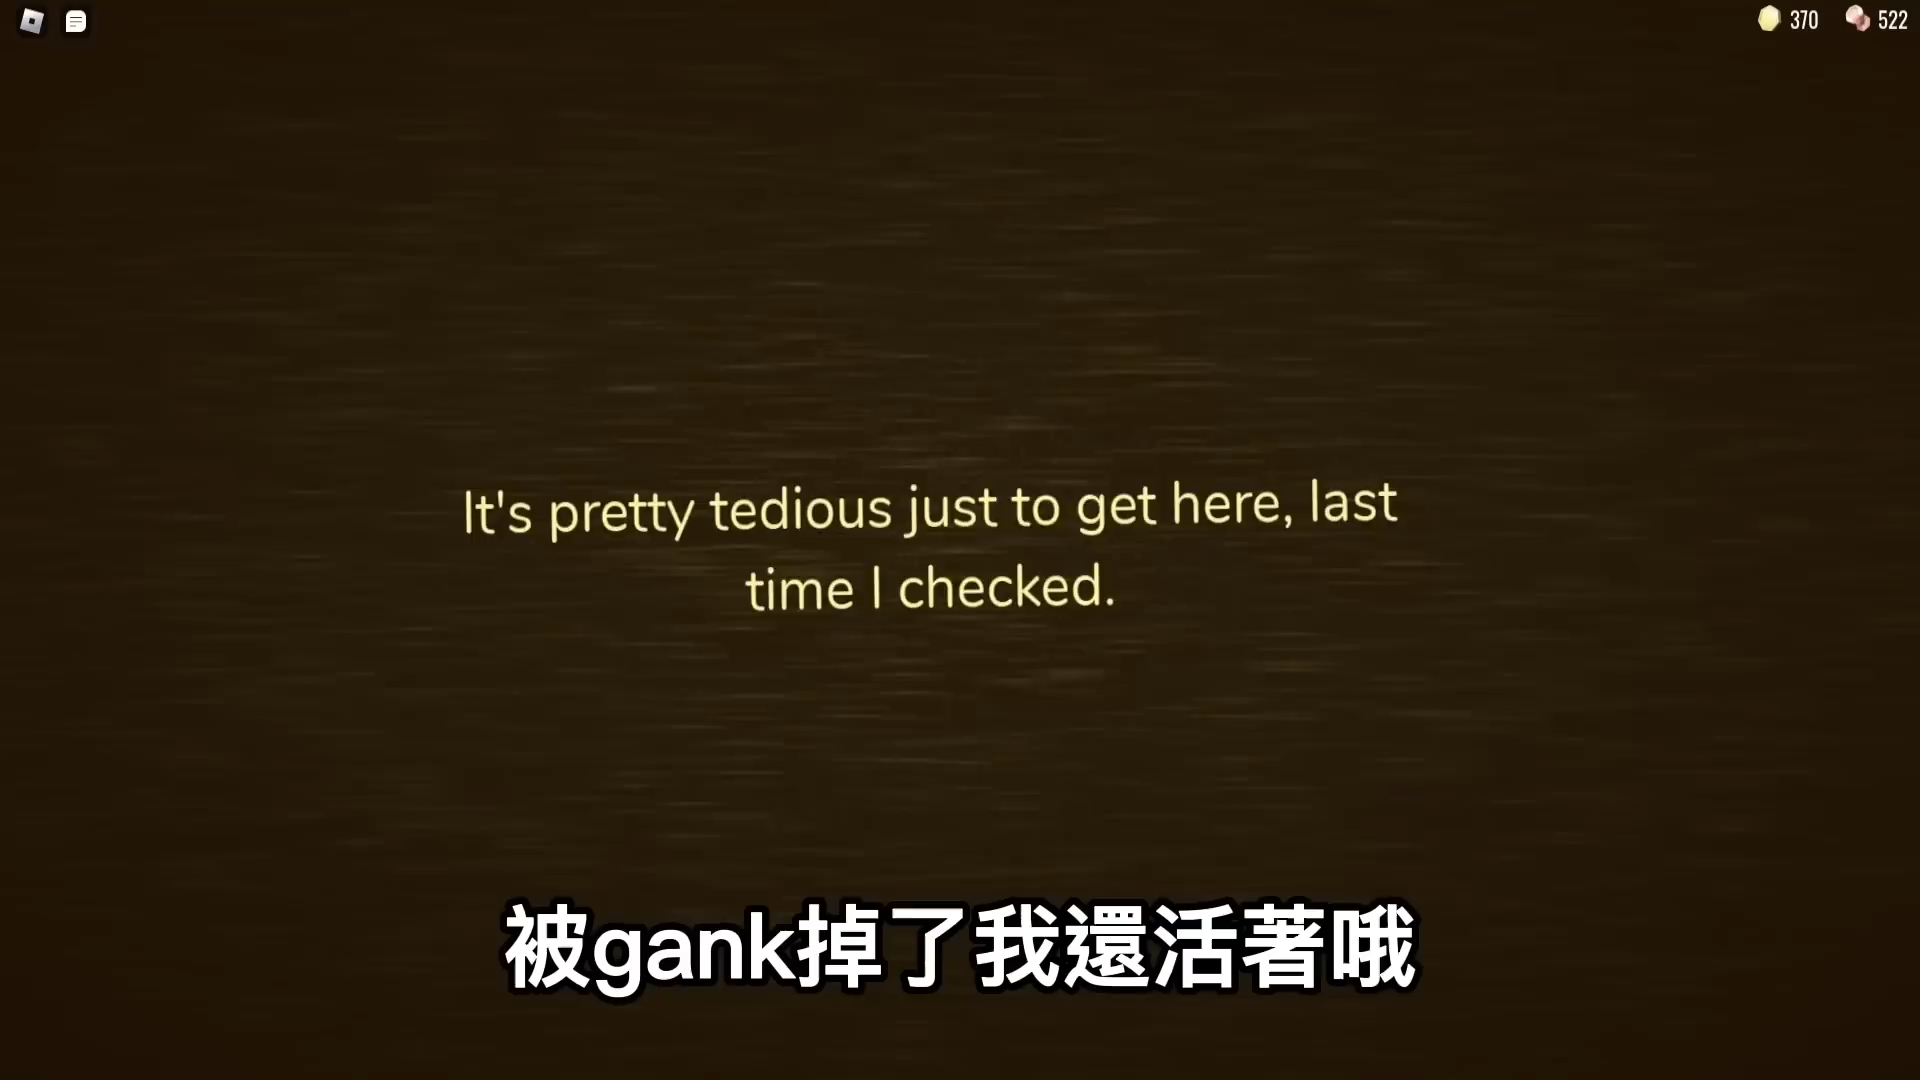 370 522
It's pretty tedious just to get here, last
time I checked.
被gank掉了我還活著哦